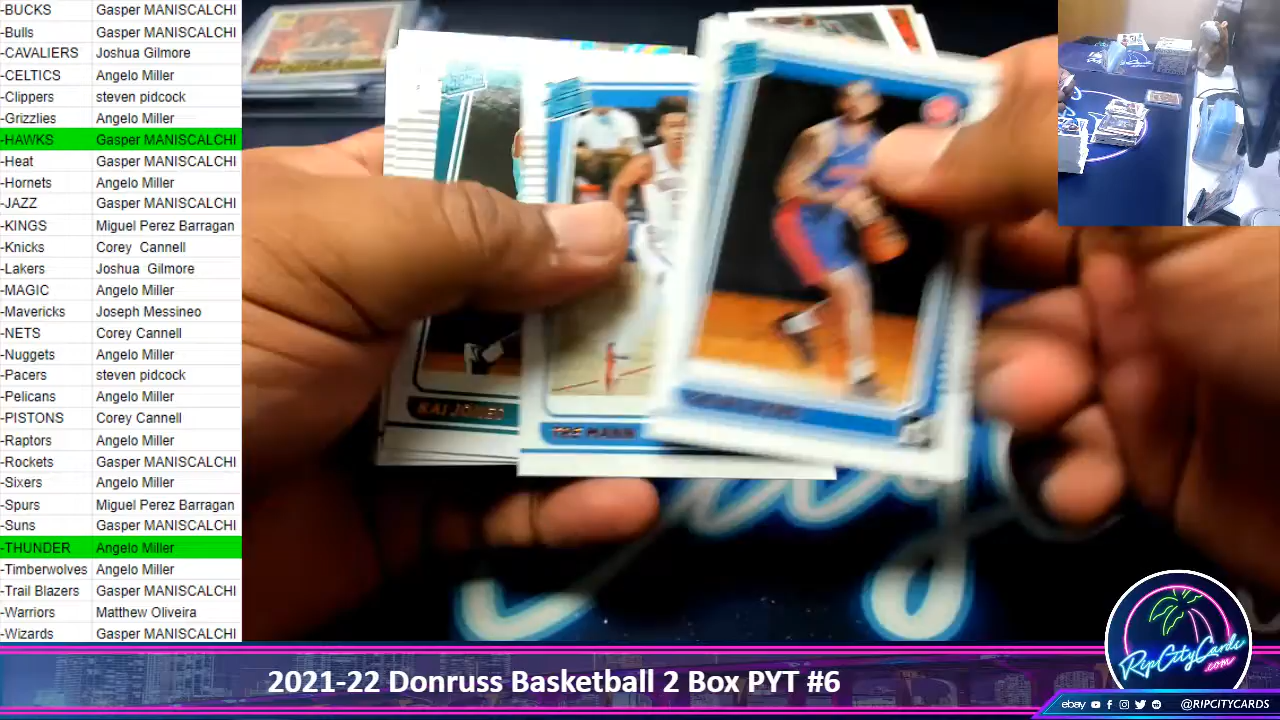 -BUCKS Gasper MANISCALCHI
-Bulls Gasper MANISCALCHI
-CAVALIERS Joshua Gilmore
-CELTICS Angelo Miller
-Clippers steven pidcock
-Grizzlies Angelo Miller
-HAWKS Gasper MANISCALCHI
-Heat Gasper MANISCALCHI
-Hornets Angelo Miller
-JAZZ Gasper MANISCALCHI
-KINGS Miguel Perez Barragan
-Knicks Corey Cannell
-Lakers Joshua Gilmore
-MAGIC Angelo Miller
-Mavericks Joseph Messineo
-NETS Corey Cannell
-Nuggets Angelo Miller
-Pacers steven pidcock
-Pelicans Angelo Miller
-PISTONS Corey Cannell
-Raptors Angelo Miller
-Rockets Gasper MANISCALCHI
-Sixers Angelo Miller
-Spurs Miguel Perez Barragan
-Suns Gasper MANISCALCHI
-THUNDER Angelo Miller
-Timberwolves Angelo Miller
-Trail Blazers Gasper MANISCALCHI
-Warriors Matthew Oliveira
-Wizards Gasper MANISCALCHI
KAI JONES
TRE MANN
2021-22 Donruss Basketball 2 Box PYT #6
RipCityCards
.com
ebay @RIPCITYCARDS